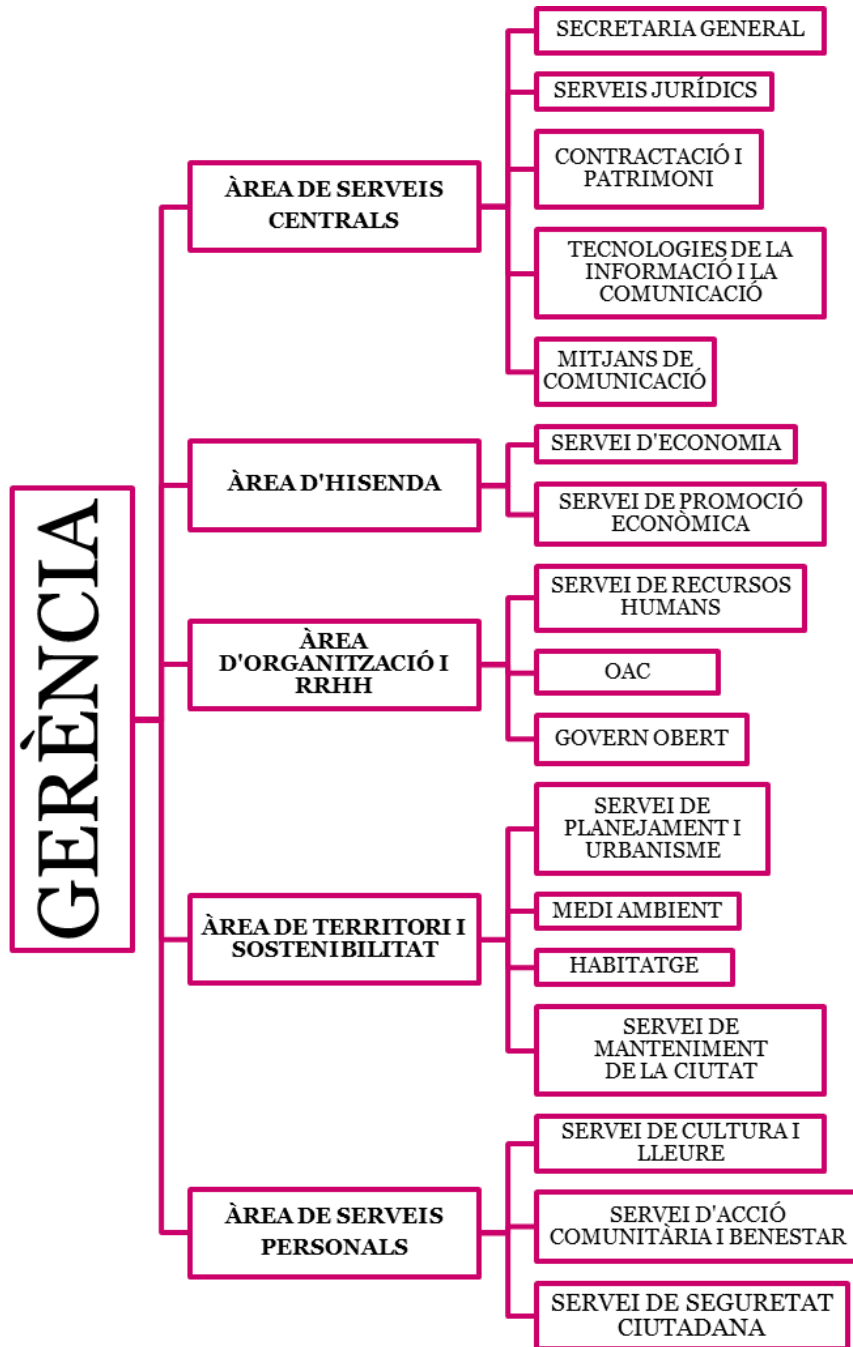 GERÈNCIA
ÀREA DE SERVEIS
CENTRALS
SECRETARIA GENERAL
SERVEIS JURÍDICS
CONTRACTACIÓ I
PATRIMONI
TECNOLOGIES DE LA
INFORMACIÓ I LA
COMUNICACIÓ
MITJANS DE
COMUNICACIÓ
ÀREA D'HISENDA
SERVEI D'ECONOMIA
SERVEI DE PROMOCIÓ
ECONÒMICA
ÀREA
D'ORGANITZACIÓ I
RRHH
SERVEI DE RECURSOS
HUMANS
OAC
GOVERN OBERT
ÀREA DE TERRITORI I
SOSTENIBILITAT
SERVEI DE
PLANEJAMENT I
URBANISME
MEDI AMBIENT
HABITATGE
SERVEI DE
MANTENIMENT
DE LA CIUTAT
ÀREA DE SERVEIS
PERSONALS
SERVEI DE CULTURA I
LLEURE
SERVEI D'ACCIÓ
COMUNITÀRIA I BENESTAR
SERVEI DE SEGURETAT
CIUTADANA